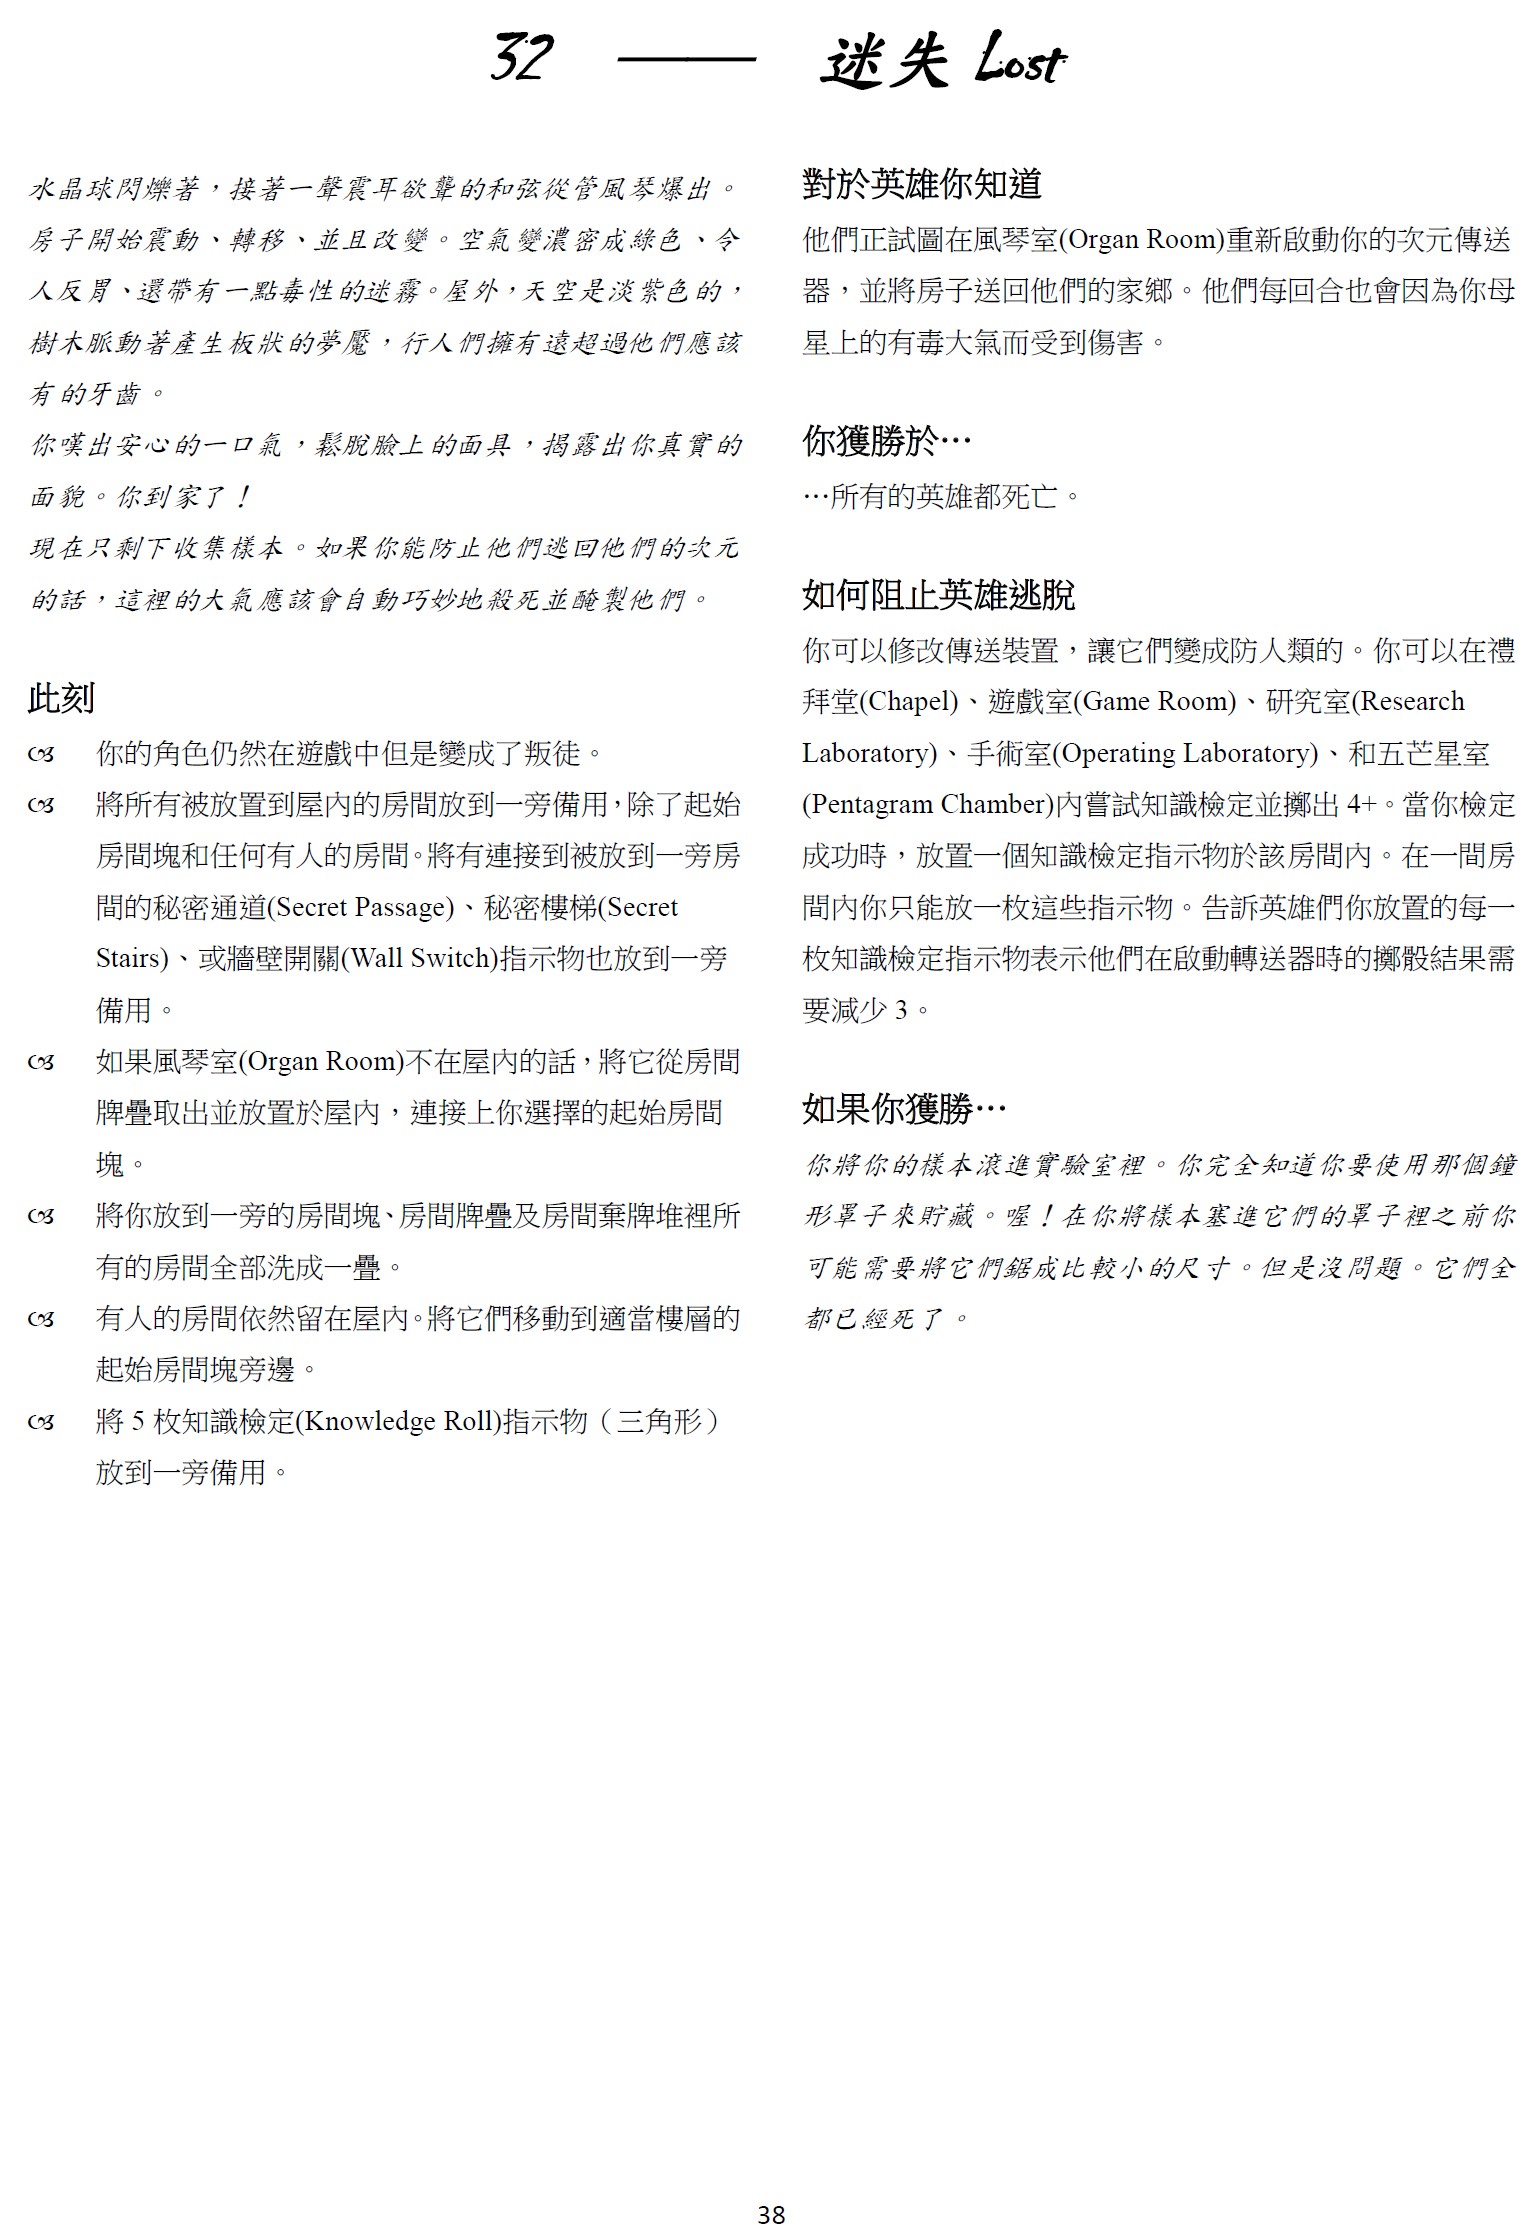 32 —— 迷失 Lost
水晶球閃爍著，接著一聲震耳欲聾的和弦從管風琴爆出。
房子開始震動、轉移、並且改變。空氣變濃密成綠色、令
人反胃、還帶有一點毒性的迷霧。屋外，天空是淡紫色的，
樹木脈動著產生板狀的夢魘，行人們擁有遠超過他們應該
有的牙齒。
你嘆出安心的一口氣，鬆脫臉上的面具，揭露出你真實的
面貌。你到家了！
現在只剩下收集樣本。如果你能防止他們逃回他們的次元
的話，這裡的大氣應該會自動巧妙地殺死並醃製他們。
此刻
你的角色仍然在遊戲中但是變成了叛徒。
將所有被放置到屋內的房間放到一旁備用，除了起始
房間塊和任何有人的房間。將有連接到被放到一旁房
間的秘密通道(Secret Passage)、秘密樓梯(Secret
Stairs)、或牆壁開關(Wall Switch)指示物也放到一旁
備用。
如果風琴室(Organ Room)不在屋內的話，將它從房間
牌疊取出並放置於屋內，連接上你選擇的起始房間
塊。
將你放到一旁的房間塊、房間牌疊及房間棄牌堆裡所
有的房間全部洗成一疊。
有人的房間依然留在屋內。將它們移動到適當樓層的
起始房間塊旁邊。
將 5 枚知識檢定(Knowledge Roll)指示物（三角形）
放到一旁備用。
對於英雄你知道
他們正試圖在風琴室(Organ Room)重新啟動你的次元傳送
器，並將房子送回他們的家鄉。他們每回合也會因為你母
星上的有毒大氣而受到傷害。
你獲勝於…
…所有的英雄都死亡。
如何阻止英雄逃脫
你可以修改傳送裝置，讓它們變成防人類的。你可以在禮
拜堂(Chapel)、遊戲室(Game Room)、研究室(Research
Laboratory)、手術室(Operating Laboratory)、和五芒星室
(Pentagram Chamber)內嘗試知識檢定並擲出 4+。當你檢定
成功時，放置一個知識檢定指示物於該房間內。在一間房
間內你只能放一枚這些指示物。告訴英雄們你放置的每一
枚知識檢定指示物表示他們在啟動轉送器時的擲骰結果需
要減少 3。
如果你獲勝…
你將你的樣本滾進實驗室裡。你完全知道你要使用那個鐘
形罩子來貯藏。喔！在你將樣本塞進它們的罩子裡之前你
可能需要將它們鋸成比較小的尺寸。但是沒問題。它們全
都已經死了。
38